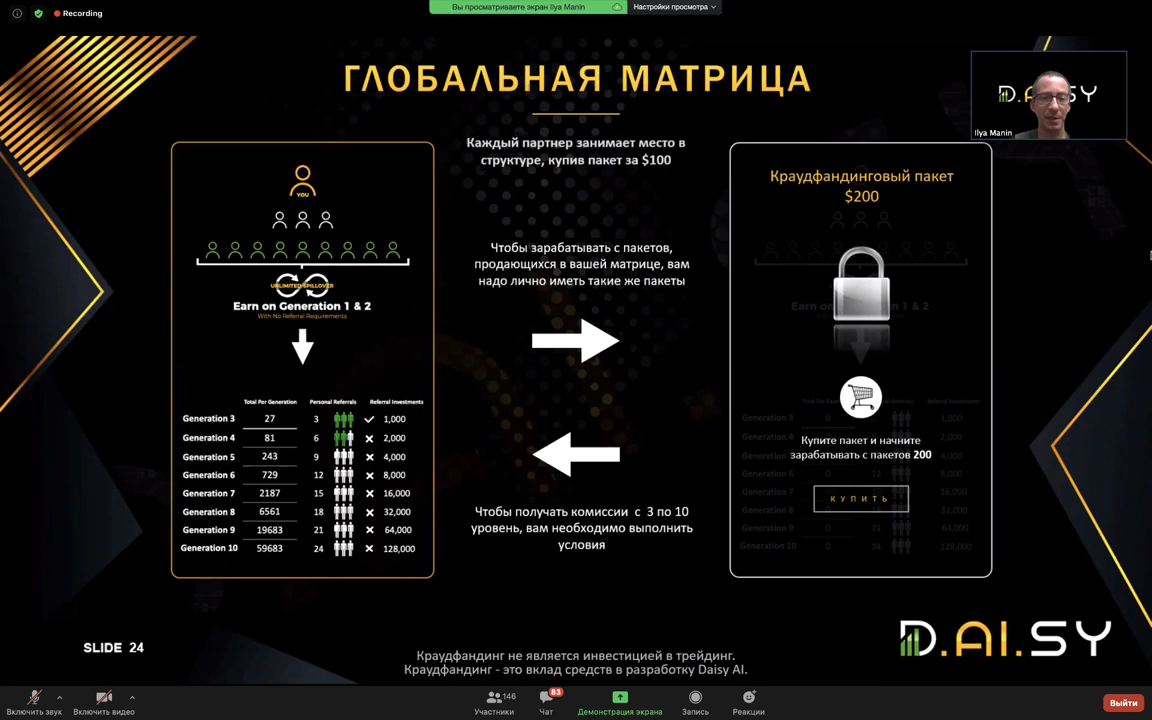 Recording
Вы просматриваете экран Ilya Manin
Настройки просмотра
ГЛОБАЛЬНАЯ МАТРИЦА
D.AI.SY
Ilya Manin
YOU
UNLIMITED SPILLOVER
Earn on Generation 1 & 2
With No Referral Requirements
Total Per Generation Personal Referrals Referral Investments
Generation 3 27 3 1,000
Generation 4 81 6 2,000
Generation 5 243 9 4,000
Generation 6 729 12 8,000
Generation 7 2187 15 16,000
Generation 8 6561 18 32,000
Generation 9 19683 21 64,000
Generation 10 59683 24 128,000
Каждый партнер занимает место в
структуре, купив пакет за $100
Чтобы зарабатывать с пакетов,
продающихся в вашей матрице, вам
надо лично иметь такие же пакеты
Чтобы получать комиссии с 3 по 10
уровень, вам необходимо выполнить
условия
Краудфандинговый пакет
$200
Купите пакет и начните
зарабатывать с пакетов 200
КУПИТЬ
SLIDE 24
D.AI.SY
Краудфандинг не является инвестицией в трейдинг.
Краудфандинг - это вклад средств в разработку Daisy AI.
Включить звук
Включить видео
146
Участники
83
Чат
Демонстрация экрана
Запись
Реакции
Выйти